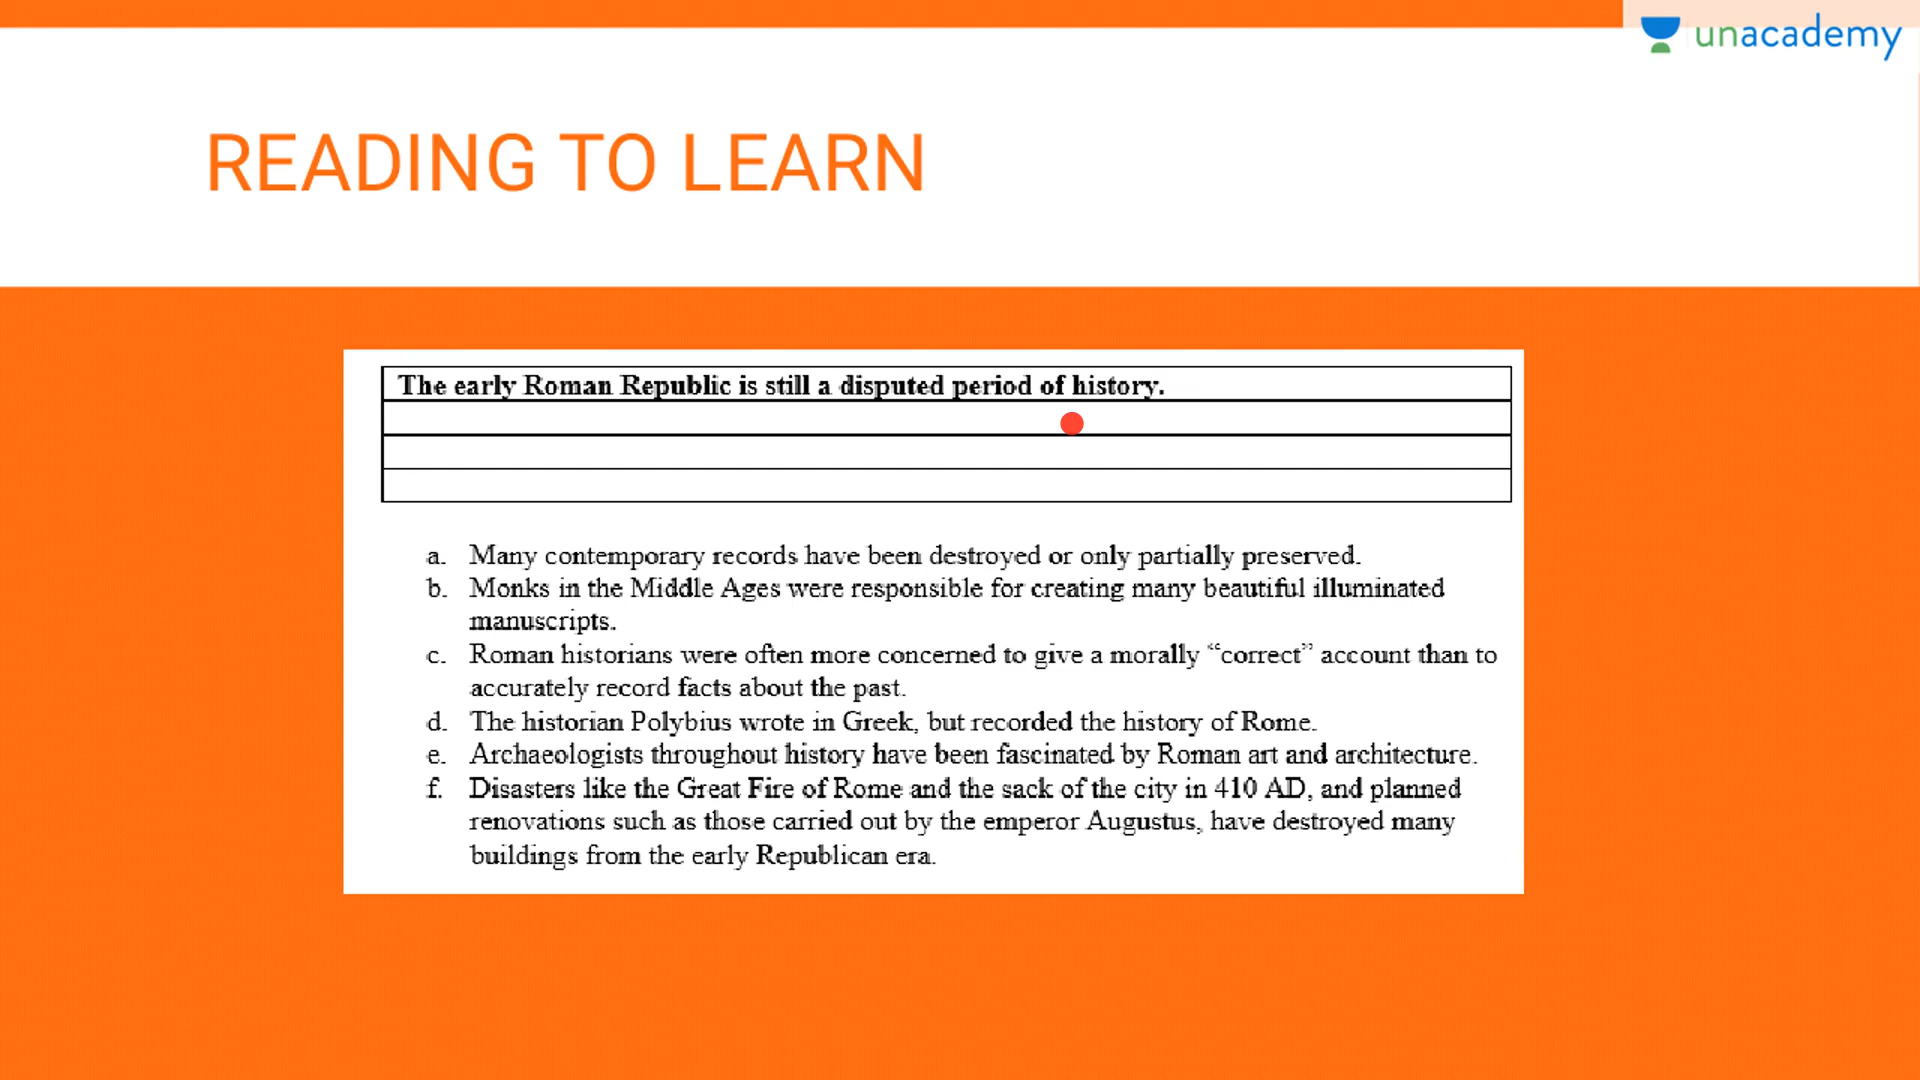 unacademy
READING TO LEARN
The early Roman Republic is still a disputed period of history.
a. Many contemporary records have been destroyed or only partially preserved.
b. Monks in the Middle Ages were responsible for creating many beautiful illuminated
manuscripts.
c. Roman historians were often more concerned to give a morally “correct” account than to
accurately record facts about the past.
d. The historian Polybius wrote in Greek, but recorded the history of Rome.
e. Archaeologists throughout history have been fascinated by Roman art and architecture.
f. Disasters like the Great Fire of Rome and the sack of the city in 410 AD, and planned
renovations such as those carried out by the emperor Augustus, have destroyed many
buildings from the early Republican era.